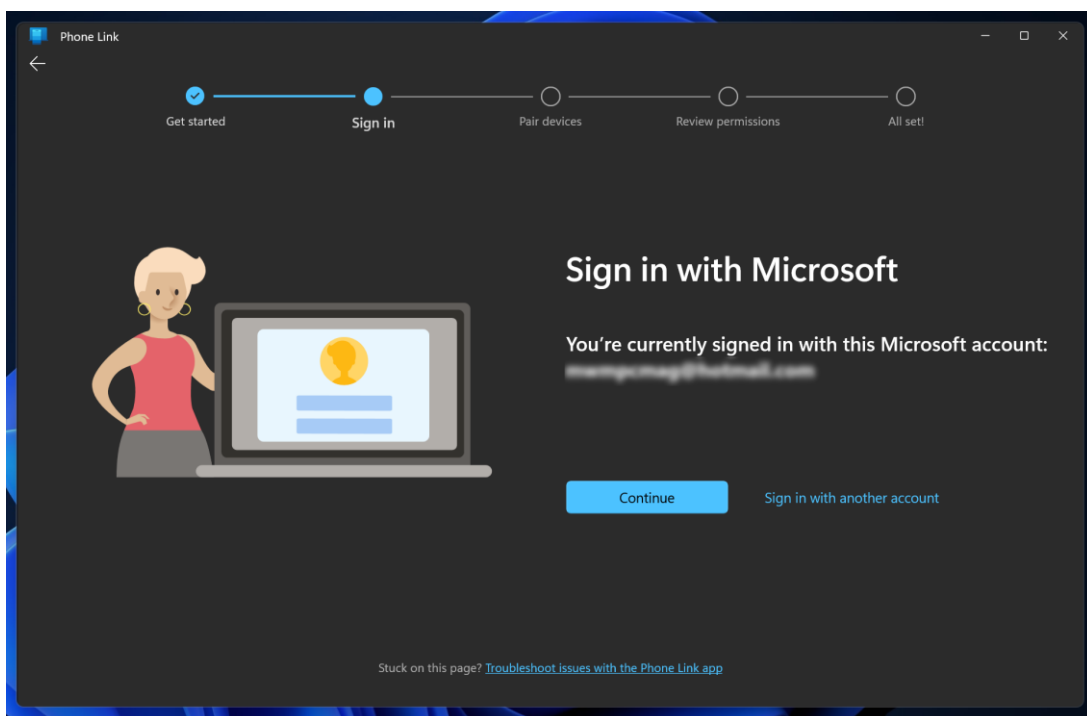 Phone Link
Get started
Sign in
Pair devices
Review permissions
All set!
Sign in with Microsoft
You’re currently signed in with this Microsoft account:
Continue
Sign in with another account
Stuck on this page? Troubleshoot issues with the Phone Link app